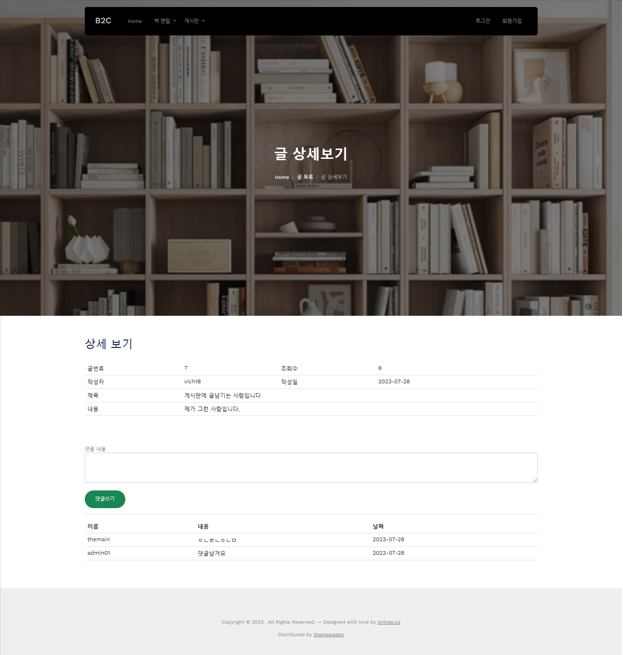 B2C Home 책 랜탈 게시판 로그인 회원가입
글 상세보기
Home / 글 목록 / 글 상세보기
상세 보기
글번호 7 조회수 6
작성자 vich18 작성일 2023-07-28
제목 게시판에 글남기는 사람입니다
내용 제가 그런 사람입니다.
댓글 내용
댓글쓰기
이름 내용 날짜
themain 2023-07-28
admin01 댓글남겨요 2023-07-28
Copyright © 2023 . All Rights Reserved. — Designed with love by Untree.co
Distributed by themewagon